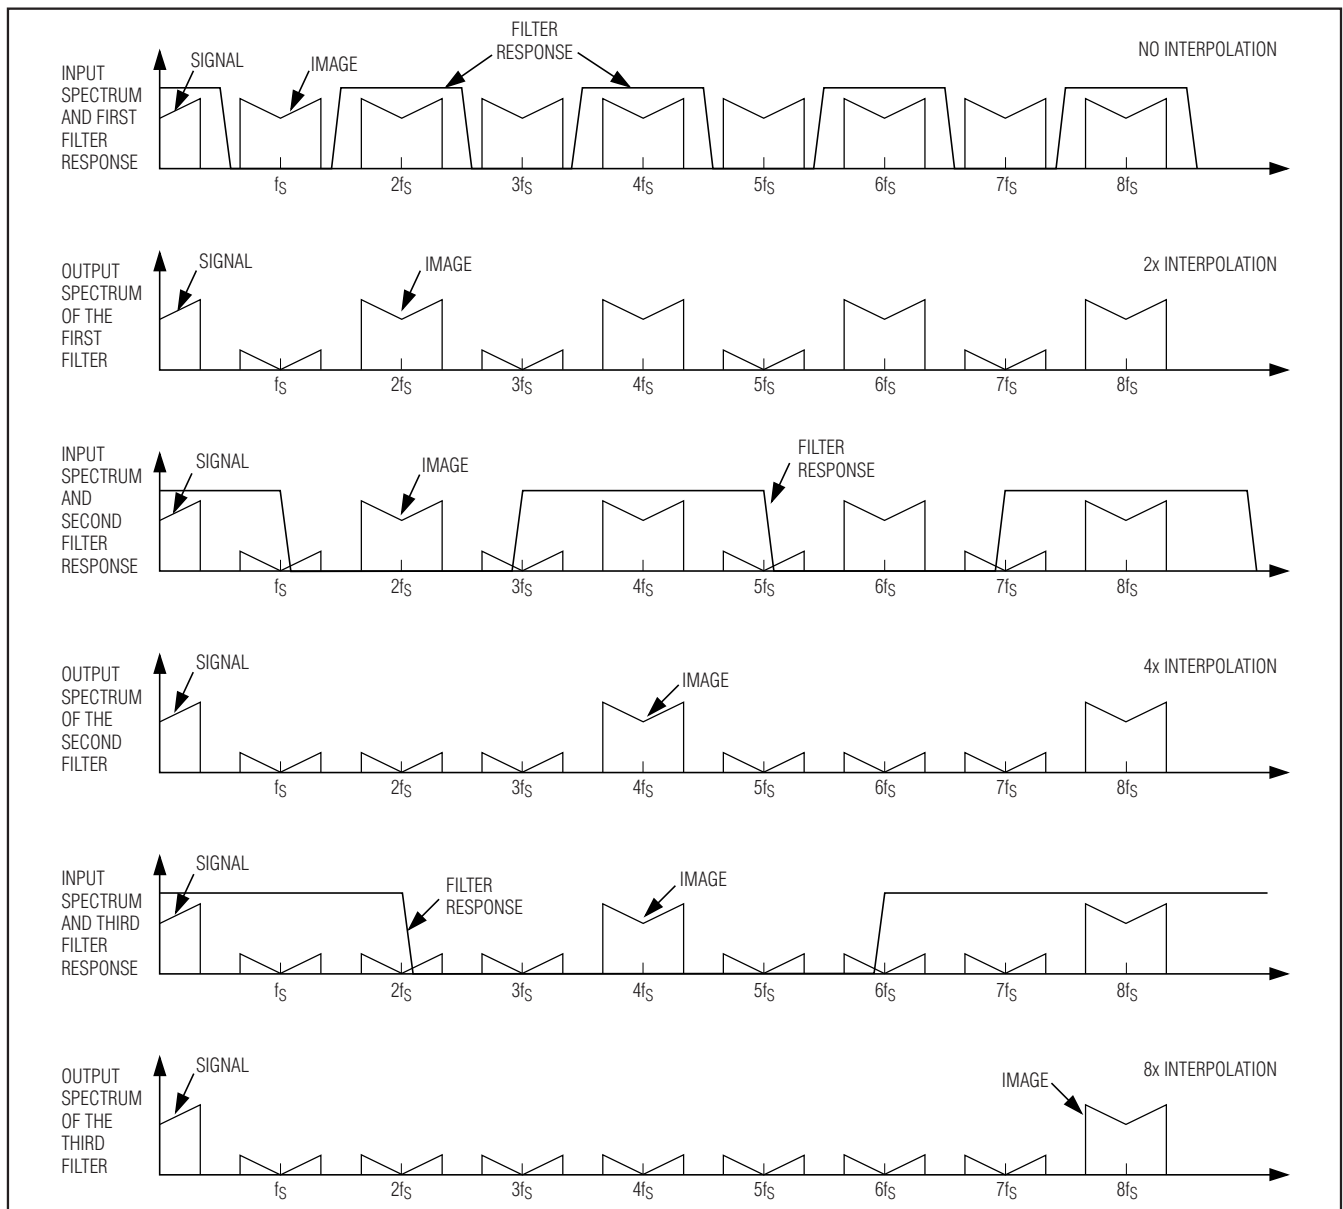 FILTER
RESPONSE
NO INTERPOLATION
SIGNAL
IMAGE
INPUT
SPECTRUM
AND FIRST
FILTER
RESPONSE
fS 2fS 3fS 4fS 5fS 6fS 7fS 8fS
SIGNAL
IMAGE
2x INTERPOLATION
OUTPUT
SPECTRUM
OF THE
FIRST
FILTER
fS 2fS 3fS 4fS 5fS 6fS 7fS 8fS
INPUT
SPECTRUM
AND
SECOND
FILTER
RESPONSE
SIGNAL
IMAGE
FILTER
RESPONSE
fS 2fS 3fS 4fS 5fS 6fS 7fS 8fS
SIGNAL
IMAGE
4x INTERPOLATION
OUTPUT
SPECTRUM
OF THE
SECOND
FILTER
fS 2fS 3fS 4fS 5fS 6fS 7fS 8fS
SIGNAL
FILTER
RESPONSE
IMAGE
INPUT
SPECTRUM
AND THIRD
FILTER
RESPONSE
fS 2fS 3fS 4fS 5fS 6fS 7fS 8fS
SIGNAL
IMAGE
8x INTERPOLATION
OUTPUT
SPECTRUM
OF THE
THIRD
FILTER
fS 2fS 3fS 4fS 5fS 6fS 7fS 8fS